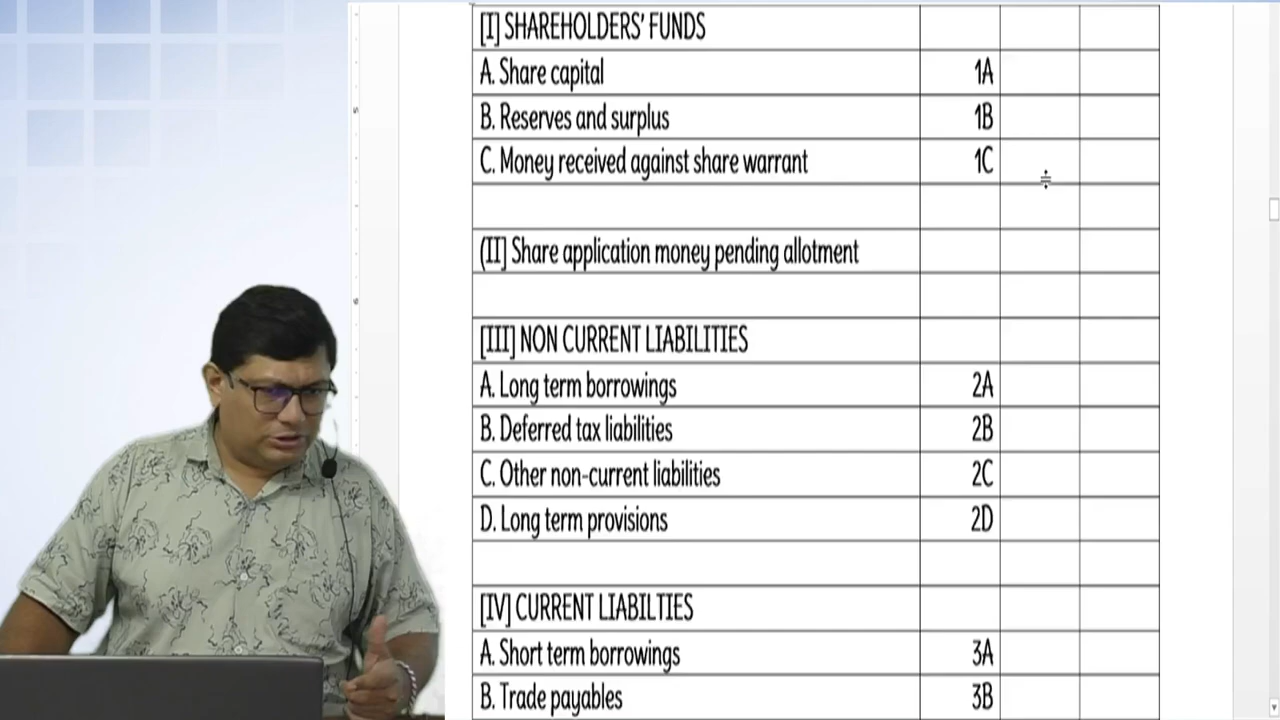 [I] SHAREHOLDERS' FUNDS
A. Share capital 1A
B. Reserves and surplus 1B
C. Money received against share warrant 1C
(II] Share application money pending allotment
[III] NON CURRENT LIABILITIES
A. Long term borrowings 2A
B. Deferred tax liabilities 2B
C. Other non-current liabilities 2C
D. Long term provisions 2D
[IV] CURRENT LIABILTIES
A. Short term borrowings 3A
B. Trade payables 3B